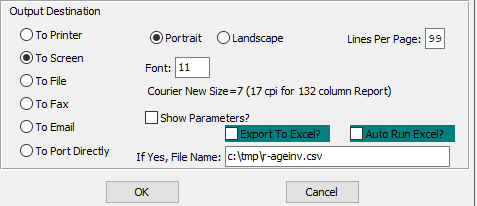 Output Destination
To Printer
To Screen
To File
To Fax
To Email
To Port Directly
Portrait Landscape Lines Per Page: 99
Font: 11
Courier New Size=7 (17 cpi for 132 column Report)
Show Parameters?
Export To Excel? Auto Run Excel?
If Yes, File Name: c:\tmp\r-ageinv.csv
OK Cancel